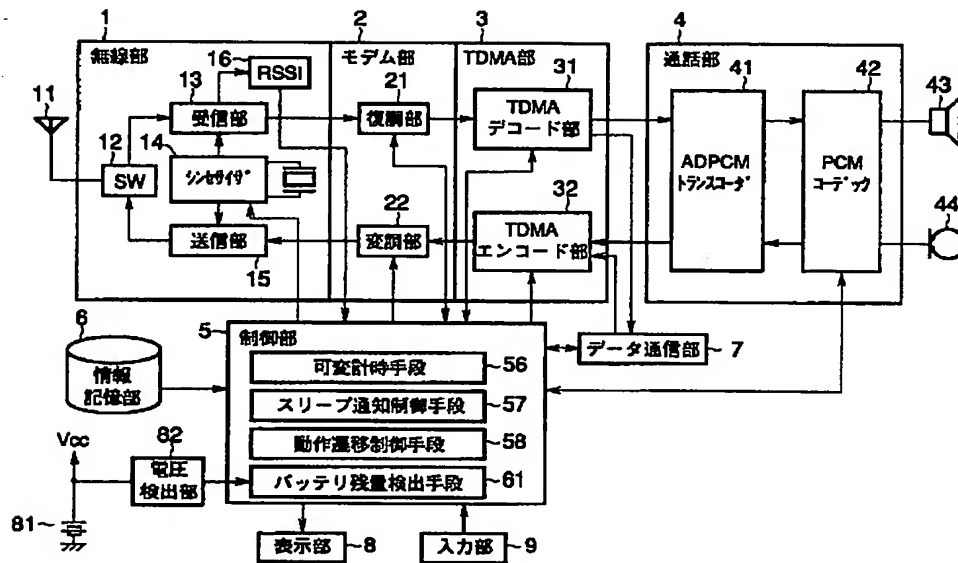 1
2
3
4
無線部
モデム部
TDMA部
通話部
16
RSSI
11
13
受信部
21
復調部
31
TDMA
デコード部
41
ADPCM
トランスコーダ
42
PCM
コーデック
43
12
SW
14
シンセサイザ
22
変調部
32
TDMA
エンコード部
44
送信部
15
6
情報
記憶部
5
制御部
可変計時手段
56
スリープ通知制御手段
57
動作遷移制御手段
58
バッテリ残量検出手段
61
データ通信部
7
Vcc
82
電圧
検出部
81
表示部
8
入力部
9